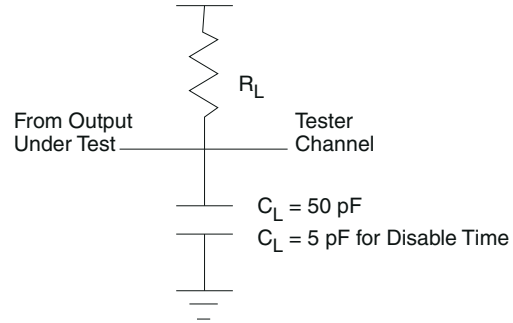 R_L
From Output
Under Test
Tester
Channel
C_L = 50 pF
C_L = 5 pF for Disable Time